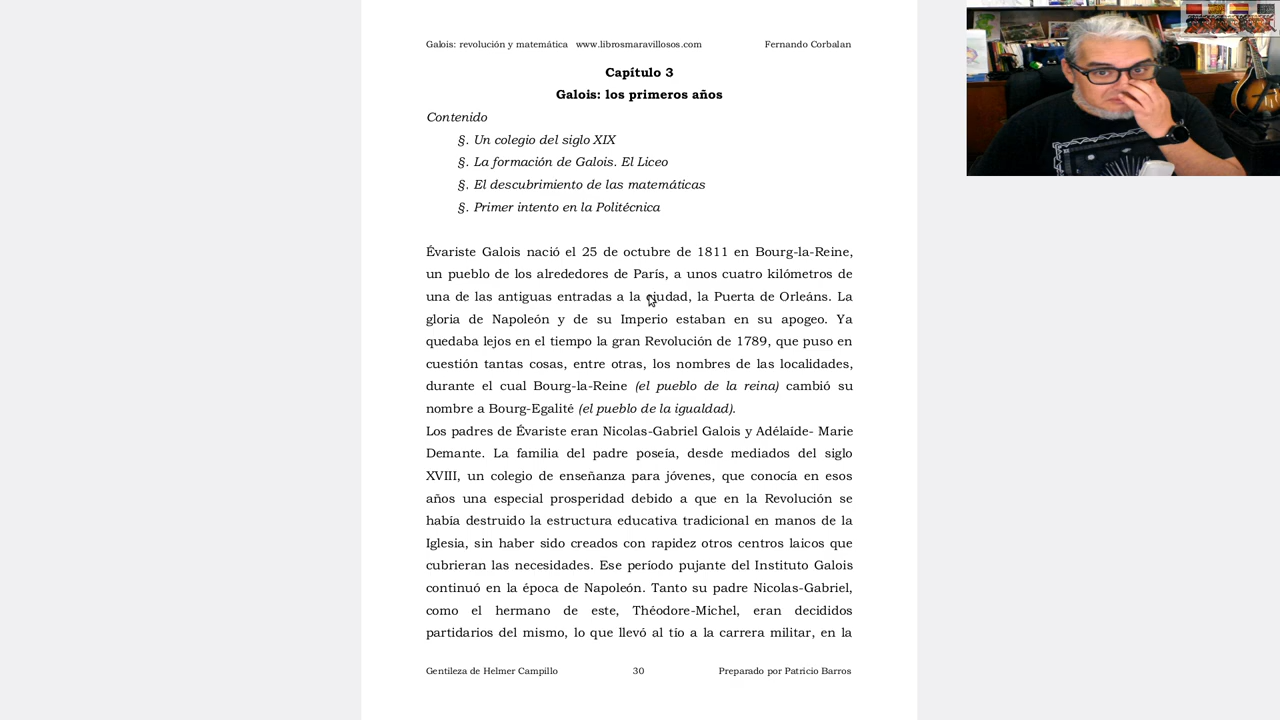 Galois: revolución y matemática www.librosmaravillosos.com Fernando Corbalan
Capítulo 3
Galois: los primeros años
Contenido
§. Un colegio del siglo XIX
§. La formación de Galois. El Liceo
§. El descubrimiento de las matemáticas
§. Primer intento en la Politécnica
Évariste Galois nació el 25 de octubre de 1811 en Bourg-la-Reine,
un pueblo de los alrededores de París, a unos cuatro kilómetros de
una de las antiguas entradas a la ciudad, la Puerta de Orleáns. La
gloria de Napoleón y de su Imperio estaban en su apogeo. Ya
quedaba lejos en el tiempo la gran Revolución de 1789, que puso en
cuestión tantas cosas, entre otras, los nombres de las localidades,
durante el cual Bourg-la-Reine (el pueblo de la reina) cambió su
nombre a Bourg-Egalité (el pueblo de la igualdad).
Los padres de Évariste eran Nicolas-Gabriel Galois y Adélaïde- Marie
Demante. La familia del padre poseía, desde mediados del siglo
XVIII, un colegio de enseñanza para jóvenes, que conocía en esos
años una especial prosperidad debido a que en la Revolución se
había destruido la estructura educativa tradicional en manos de la
Iglesia, sin haber sido creados con rapidez otros centros laicos que
cubrieran las necesidades. Ese período pujante del Instituto Galois
continuó en la época de Napoleón. Tanto su padre Nicolas-Gabriel,
como el hermano de este, Théodore-Michel, eran decididos
partidarios del mismo, lo que llevó al tío a la carrera militar, en la
Gentileza de Helmer Campillo 30 Preparado por Patricio Barros